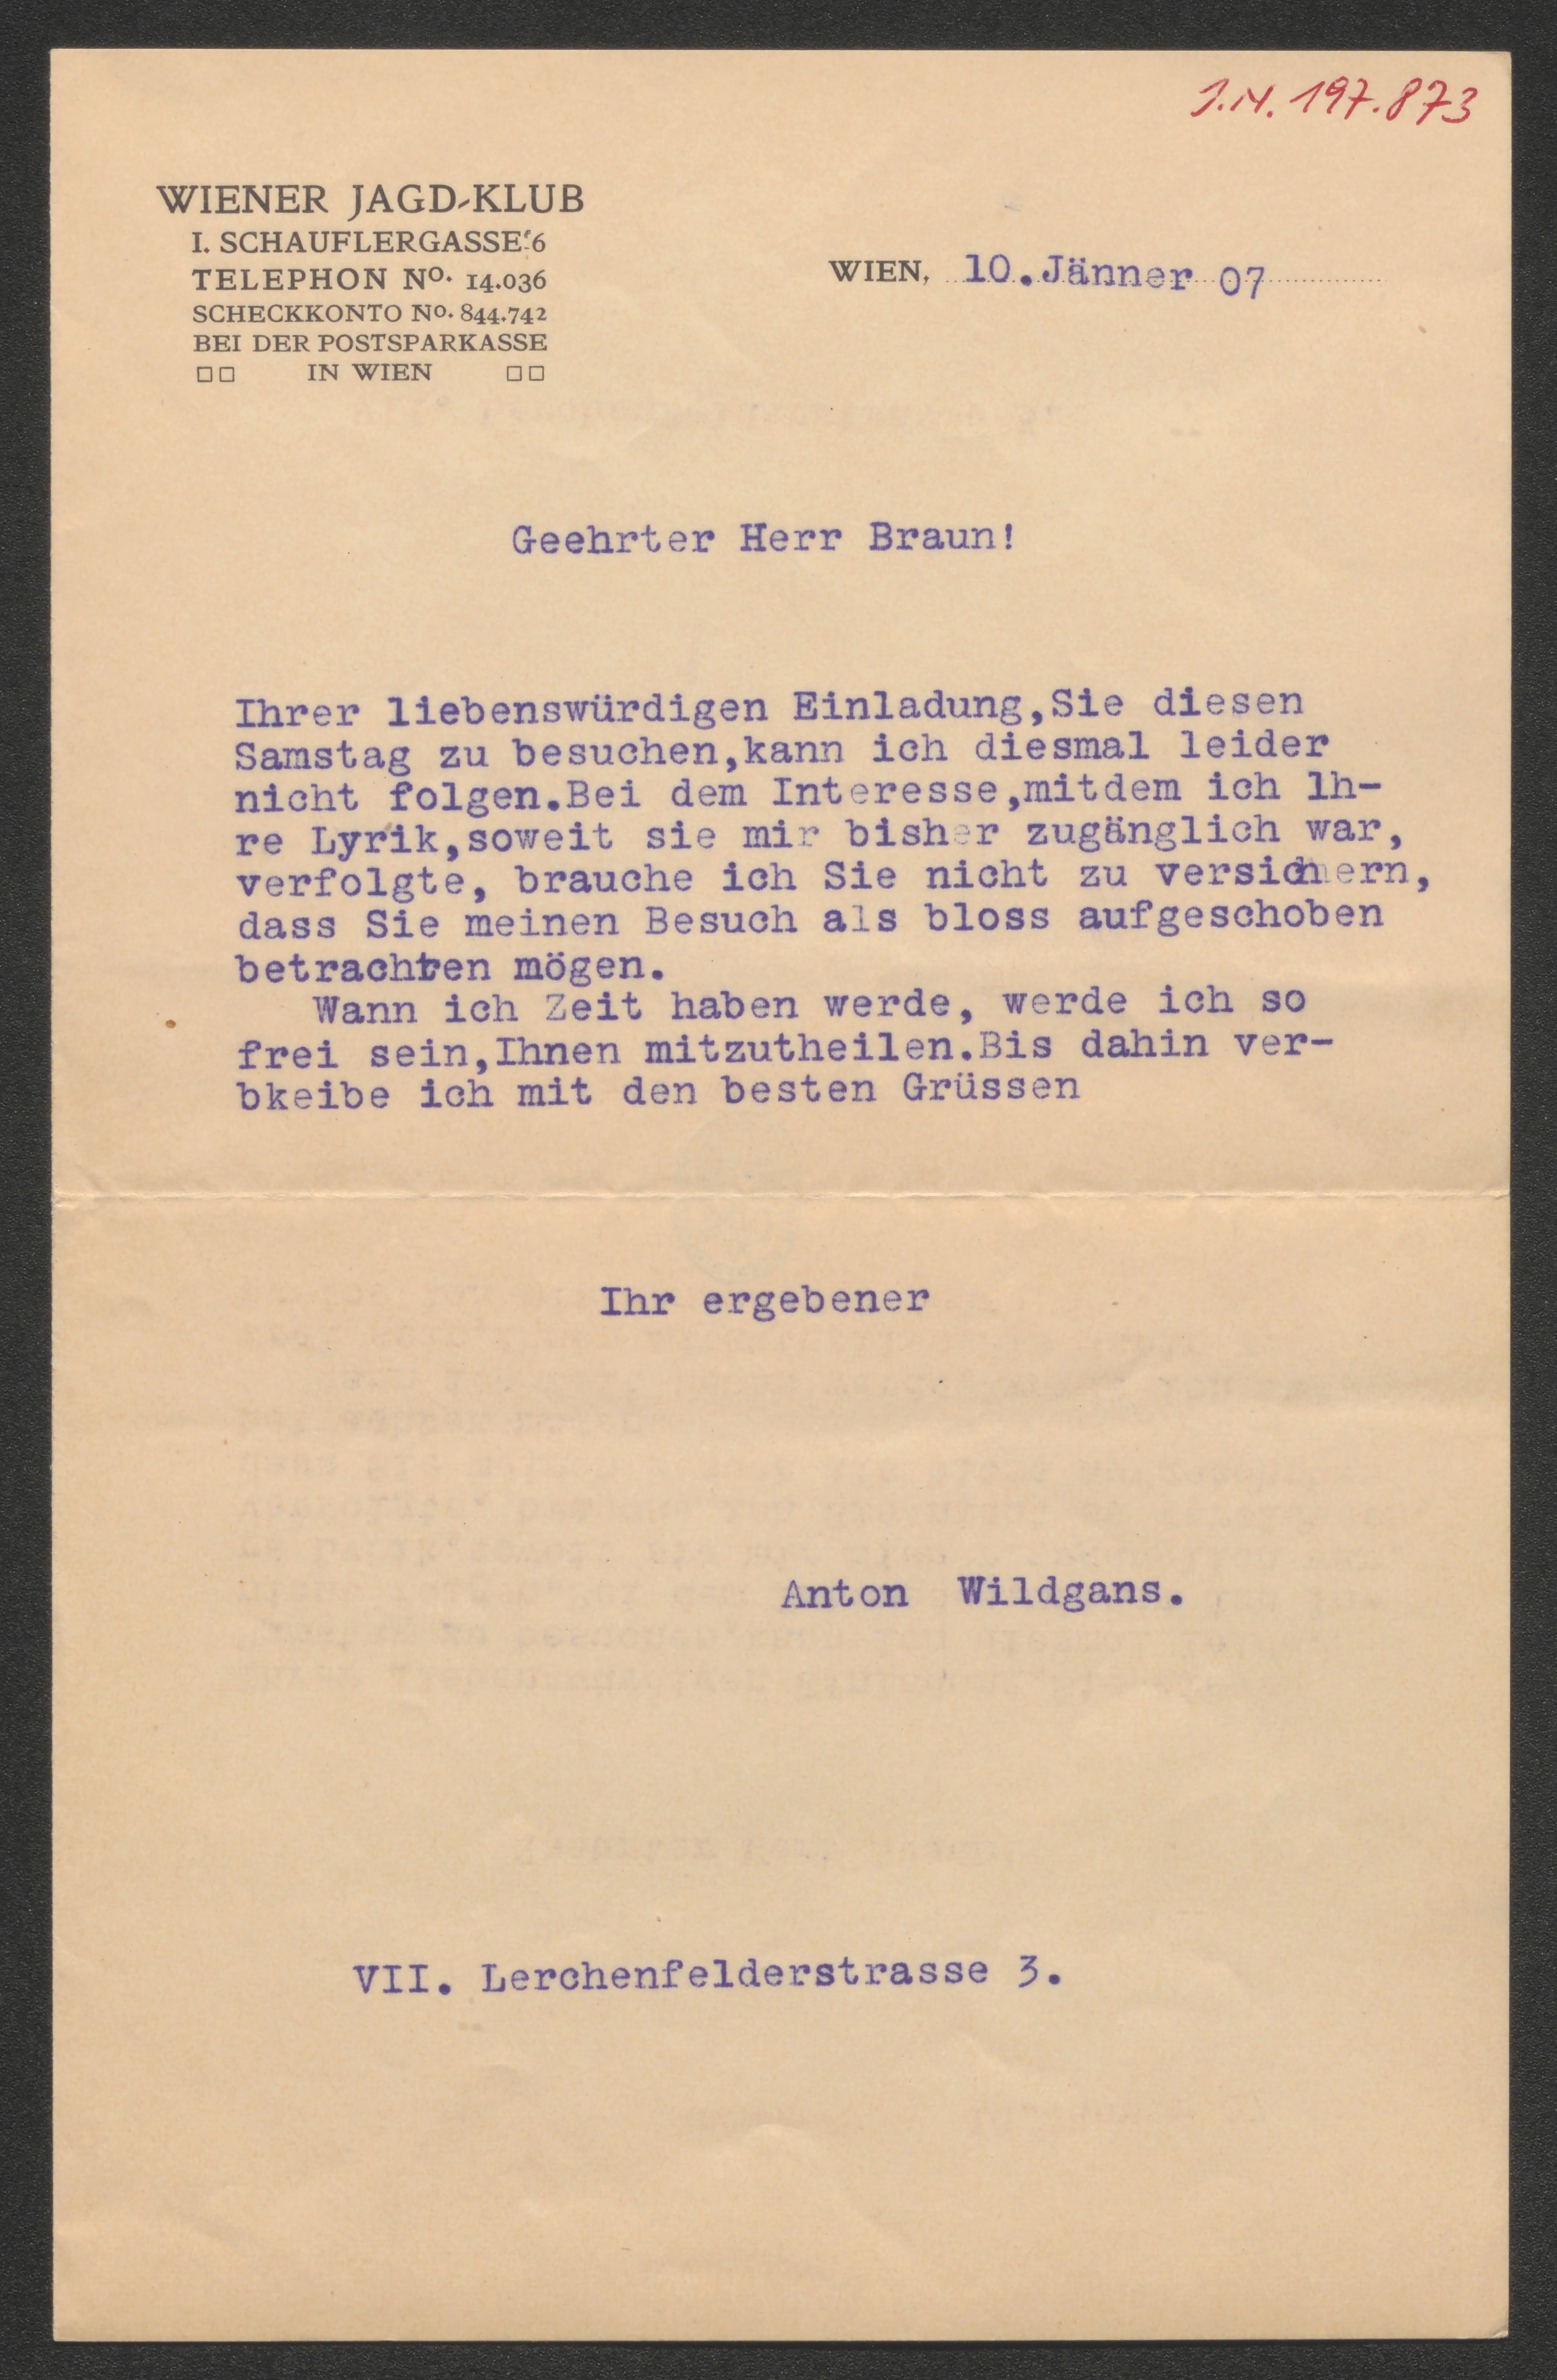 J.N. 197.873
WIENER JAGD-KLUB
I. SCHAUFLERGASSE 6
TELEPHON No. 14.036
SCHECKKONTO No. 844.742
BEI DER POSTSPARKASSE
IN WIEN
WIEN, 10.Jänner 07
Geehrter Herr Braun!
Ihrer liebenswürdigen Einladung,Sie diesen
Samstag zu besuchen,kann ich diesmal leider
nicht folgen.Bei dem Interesse,mitdem ich lh-
re Lyrik,soweit sie mir bisher zugänglich war,
verfolgte, brauche ich Sie nicht zu versichern,
dass Sie meinen Besuch als bloss aufgeschoben
betrachten mögen.
Wann ich Zeit haben werde, werde ich so
frei sein,Ihnen mitzutheilen.Bis dahin ver-
bkeibe ich mit den besten Grüssen
Ihr ergebener
Anton Wildgans.
VII. Lerchenfelderstrasse 3.